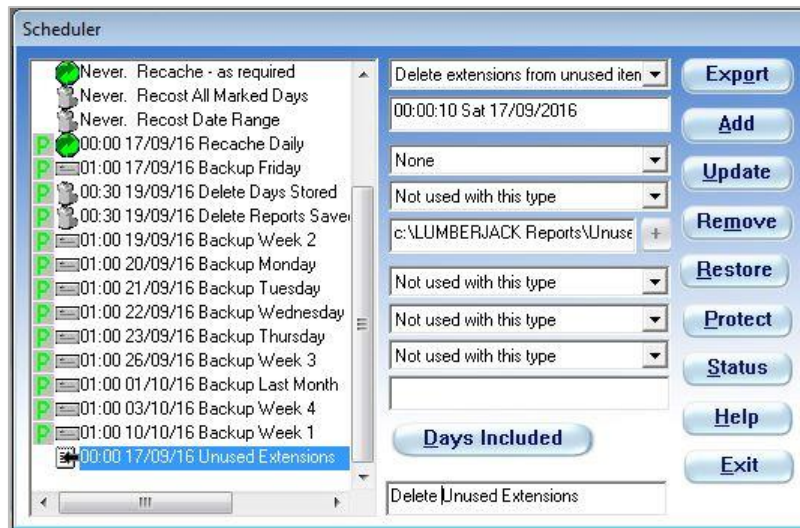 Scheduler
Never. Recache - as required
Never. Recost All Marked Days
Never. Recost Date Range
P 00:00 17/09/16 Recache Daily
P 01:00 17/09/16 Backup Friday
P 00:30 19/09/16 Delete Days Stored
P 00:30 19/09/16 Delete Reports Save
P 01:00 19/09/16 Backup Week 2
P 01:00 20/09/16 Backup Monday
P 01:00 21/09/16 Backup Tuesday
P 01:00 22/09/16 Backup Wednesday
P 01:00 23/09/16 Backup Thursday
P 01:00 26/09/16 Backup Week 3
P 01:00 01/10/16 Backup Last Month
P 01:00 03/10/16 Backup Week 4
P 01:00 10/10/16 Backup Week 1
00:00 17/09/16 Unused Extensions
Delete extensions from unused iten
00:00:10 Sat 17/09/2016
None
Not used with this type
c:\LUMBERJACK Reports\Unuse
+
Not used with this type
Not used with this type
Not used with this type
Days Included
Delete Unused Extensions
Export
Add
Update
Remove
Restore
Protect
Status
Help
Exit